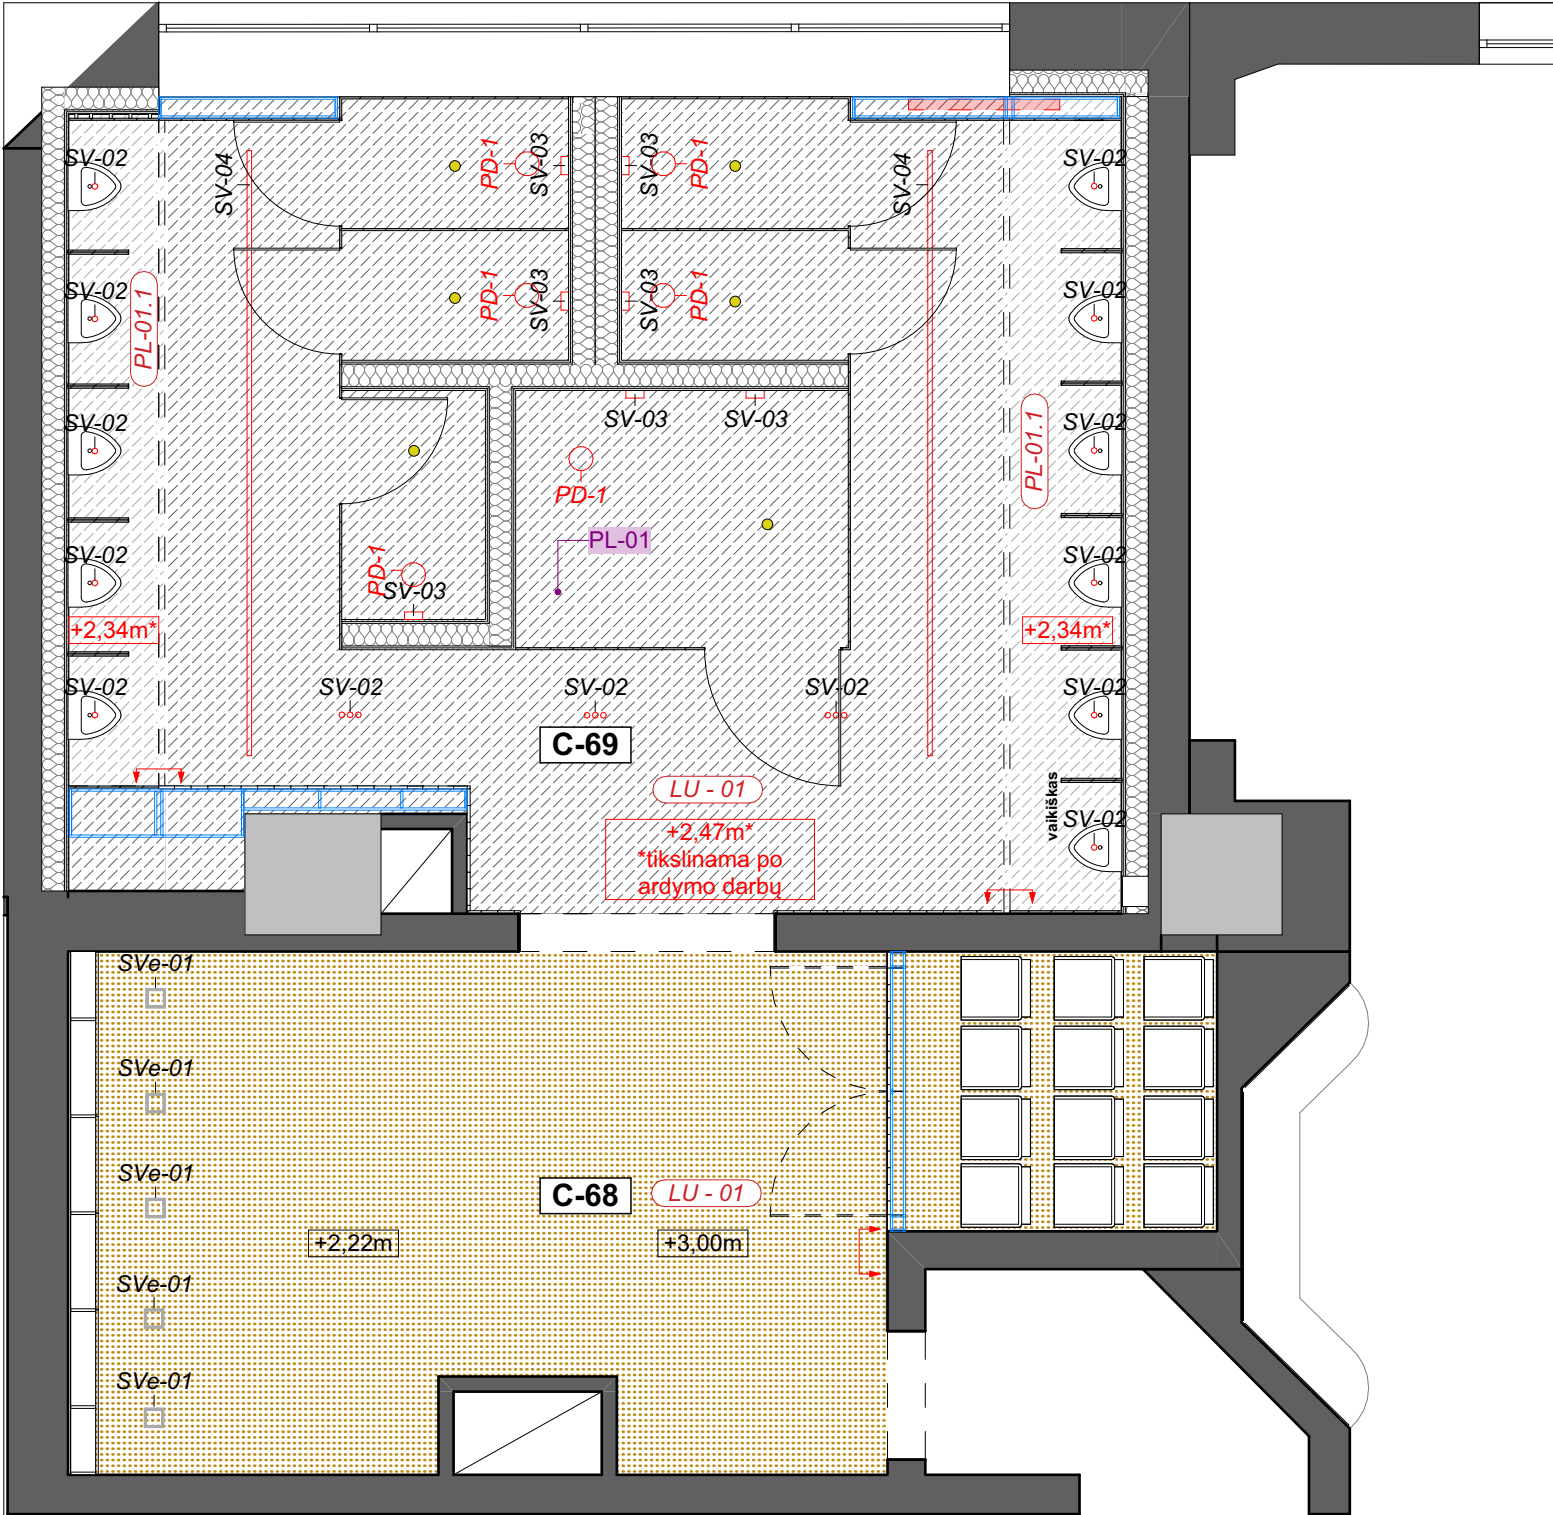 SV-02
SV-04
PD-1
SV-03
SV-03
PD-1
SV-04
SV-02
SV-02
PL-01.1
PD-1
SV-03
SV-03
PD-1
SV-02
SV-02
SV-03
SV-03
PL-01.1
SV-02
PD-1
PL-01
SV-02
PD-1
SV-03
SV-02
+2,34m*
+2,34m*
SV-02
SV-02
SV-02
SV-02
SV-02
C-69
LU - 01
vaikiškas
SV-02
+2,47m*
*tikslinama po
ardymo darbų
SVe-01
SVe-01
SVe-01
C-68
LU - 01
+2,22m
+3,00m
SVe-01
SVe-01